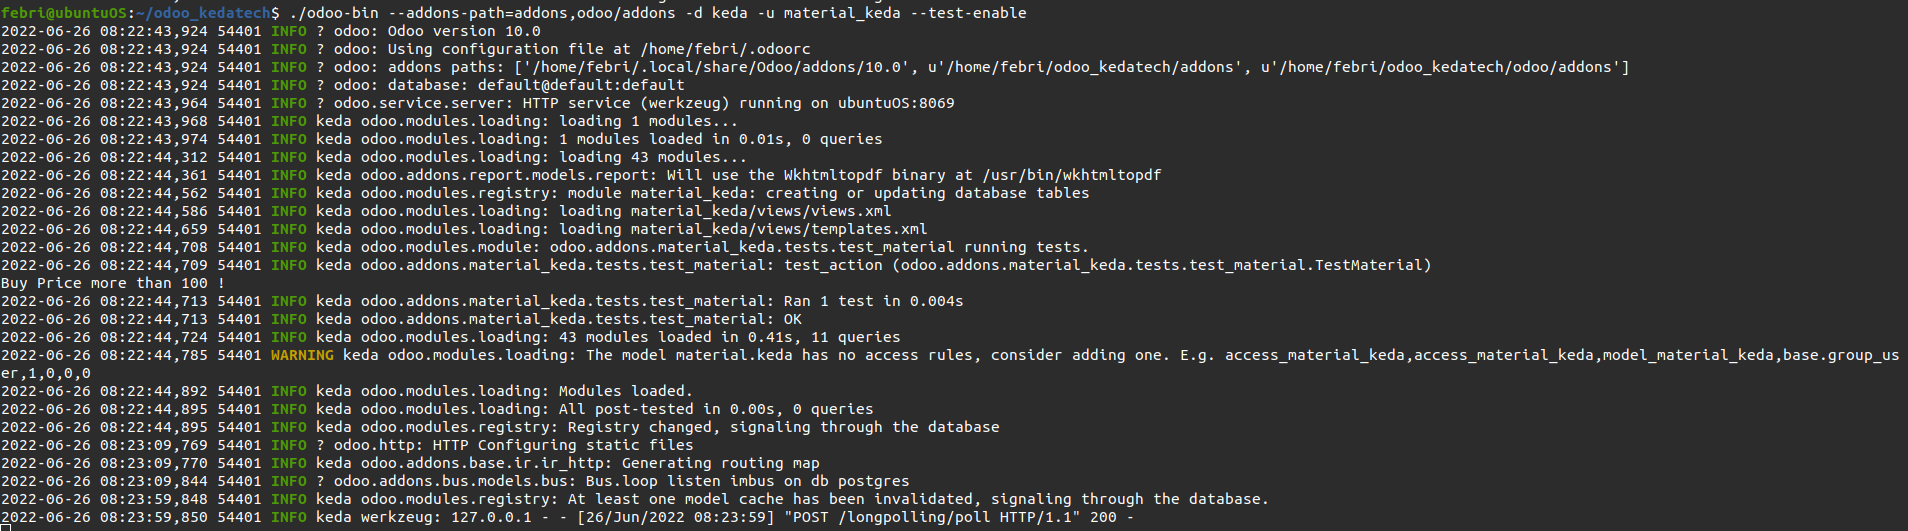 febri@ubuntuOS:~/odoo_kedatech$ ./odoo-bin --addons-path=addons,odoo/addons -d keda -u material_keda --test-enable
2022-06-26 08:22:43,924 54401 INFO ? odoo: Odoo version 10.0
2022-06-26 08:22:43,924 54401 INFO ? odoo: Using configuration file at /home/febri/.odoorc
2022-06-26 08:22:43,924 54401 INFO ? odoo: addons paths: ['/home/febri/.local/share/Odoo/addons/10.0', u'/home/febri/odoo_kedatech/addons', u'/home/febri/odoo_kedatech/odoo/addons']
2022-06-26 08:22:43,924 54401 INFO ? odoo: database: default@default:default
2022-06-26 08:22:43,964 54401 INFO ? odoo.service.server: HTTP service (werkzeug) running on ubuntuOS:8069
2022-06-26 08:22:43,968 54401 INFO keda odoo.modules.loading: loading 1 modules...
2022-06-26 08:22:43,974 54401 INFO keda odoo.modules.loading: 1 modules loaded in 0.01s, 0 queries
2022-06-26 08:22:44,312 54401 INFO keda odoo.modules.loading: loading 43 modules...
2022-06-26 08:22:44,361 54401 INFO keda odoo.addons.report.models.report: Will use the Wkhtmltopdf binary at /usr/bin/wkhtmltopdf
2022-06-26 08:22:44,562 54401 INFO keda odoo.modules.registry: module material_keda: creating or updating database tables
2022-06-26 08:22:44,586 54401 INFO keda odoo.modules.loading: loading material_keda/views/views.xml
2022-06-26 08:22:44,659 54401 INFO keda odoo.modules.loading: loading material_keda/views/templates.xml
2022-06-26 08:22:44,708 54401 INFO keda odoo.modules.module: odoo.addons.material_keda.tests.test_material running tests.
2022-06-26 08:22:44,709 54401 INFO keda odoo.addons.material_keda.tests.test_material: test_action (odoo.addons.material_keda.tests.test_material.TestMaterial)
Buy Price more than 100 !
2022-06-26 08:22:44,713 54401 INFO keda odoo.addons.material_keda.tests.test_material: Ran 1 test in 0.004s
2022-06-26 08:22:44,713 54401 INFO keda odoo.addons.material_keda.tests.test_material: OK
2022-06-26 08:22:44,724 54401 INFO keda odoo.modules.loading: 43 modules loaded in 0.41s, 11 queries
2022-06-26 08:22:44,785 54401 WARNING keda odoo.modules.loading: The model material.keda has no access rules, consider adding one. E.g. access_material_keda,access_material_keda,model_material_keda,base.group_us
er,1,0,0,0
2022-06-26 08:22:44,892 54401 INFO keda odoo.modules.loading: Modules loaded.
2022-06-26 08:22:44,895 54401 INFO keda odoo.modules.loading: All post-tested in 0.00s, 0 queries
2022-06-26 08:22:44,895 54401 INFO keda odoo.modules.registry: Registry changed, signaling through the database
2022-06-26 08:23:09,769 54401 INFO ? odoo.http: HTTP Configuring static files
2022-06-26 08:23:09,770 54401 INFO keda odoo.addons.base.ir.ir_http: Generating routing map
2022-06-26 08:23:09,844 54401 INFO ? odoo.addons.bus.models.bus: Bus.loop listen imbus on db postgres
2022-06-26 08:23:59,848 54401 INFO keda odoo.modules.registry: At least one model cache has been invalidated, signaling through the database.
2022-06-26 08:23:59,850 54401 INFO keda werkzeug: 127.0.0.1 - - [26/Jun/2022 08:23:59] "POST /longpolling/poll HTTP/1.1" 200 -